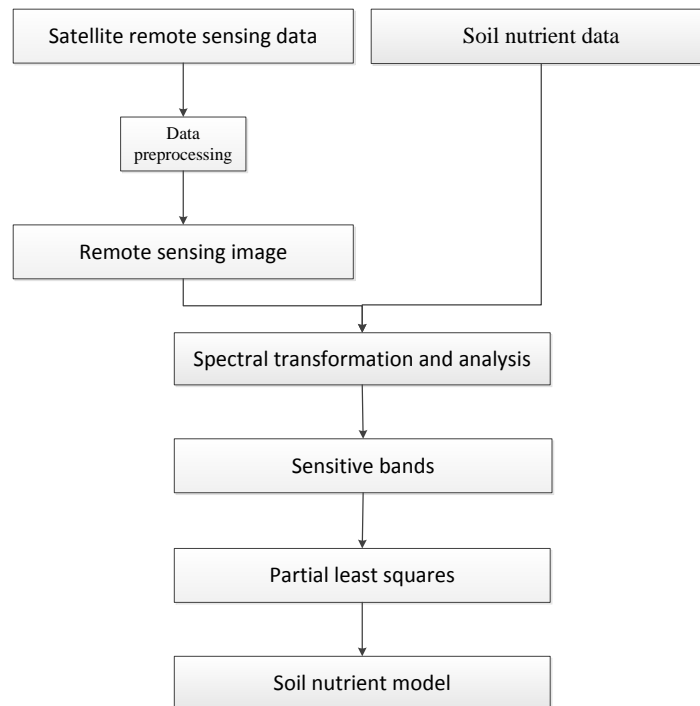 Satellite remote sensing data
Soil nutrient data
Data
preprocessing
Remote sensing image
Spectral transformation and analysis
Sensitive bands
Partial least squares
Soil nutrient model